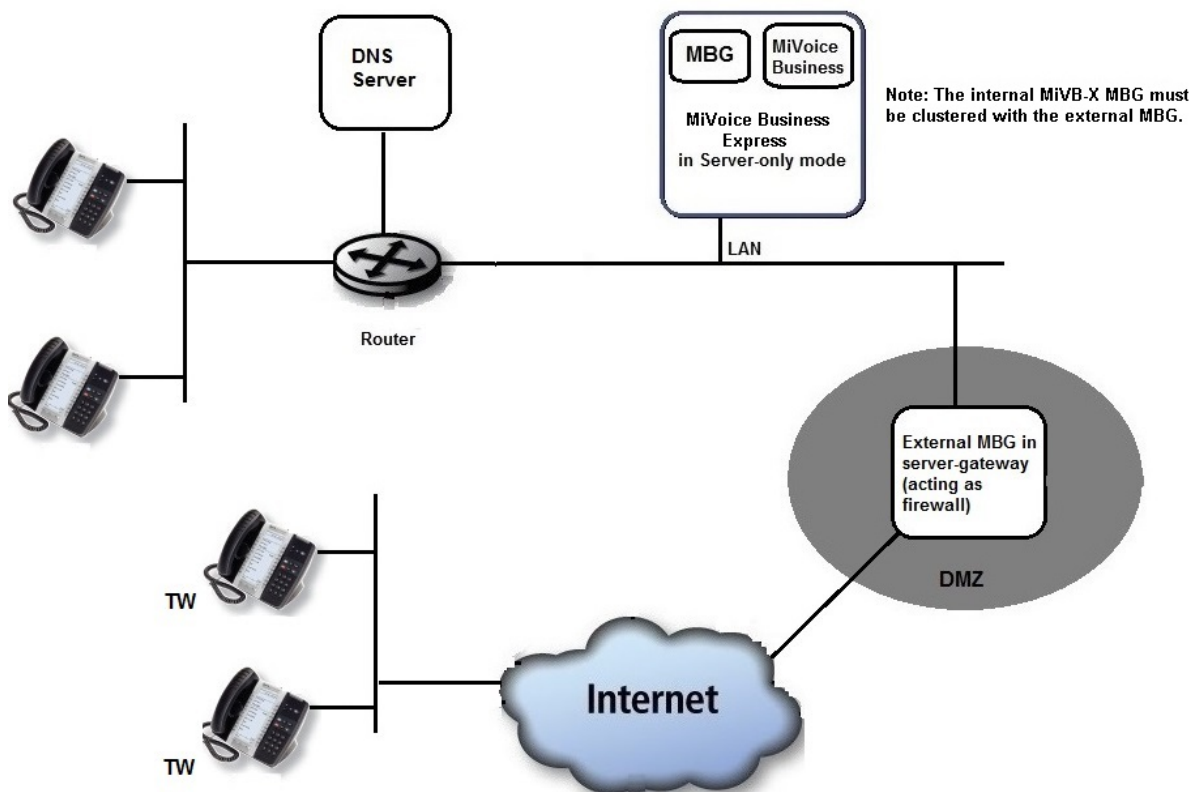 DNS
Server
MBG
MiVoice
Business
MiVoice Business
Express
in Server-only mode
Note: The internal MiVB-X MBG must
be clustered with the external MBG.
LAN
Router
External MBG in
server-gateway
(acting as
firewall)
DMZ
TW
TW
Internet